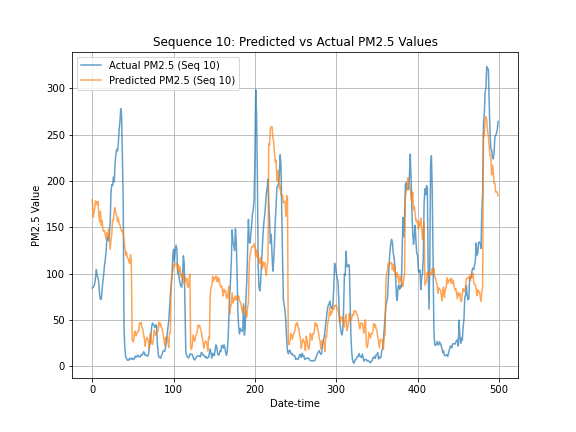 Sequence 10: Predicted vs Actual PM2.5 Values
Actual PM2.5 (Seq 10)
Predicted PM2.5 (Seq 10)
PM2.5 Value
300
250
200
150
100
50
0
0 100 200 300 400 500
Date-time